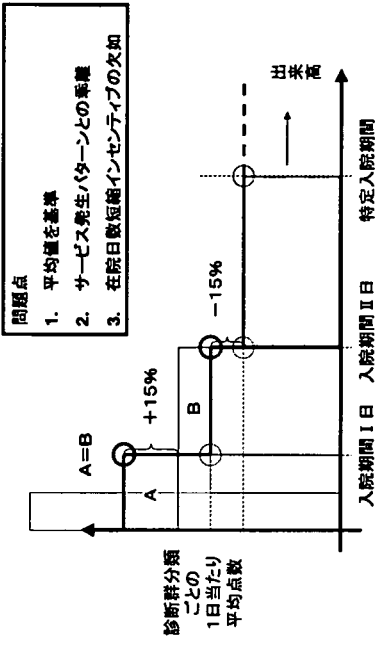 問題点
1. 平均値を基準
2. サービス発生パターンとの乖離
3. 在院日数短縮インセンティブの欠如
A=B
+15%
A
B
−15%
出来高
診断群分類
ごとの
1日当たり
平均点数
入院期間Ⅰ日
入院期間Ⅱ日
特定入院期間